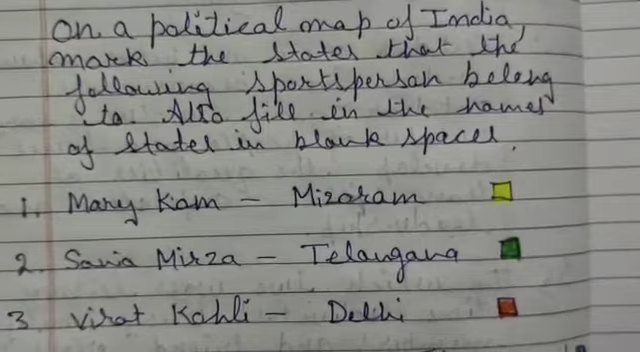 On a political map of India,
mark the states that the
following sportsperson belong
to. Also fill in the names
of states in blank spaces.
1. Mary Kom - Mizoram
2. Sania Mirza - Telangana
3 Virat Kohli - Delhi